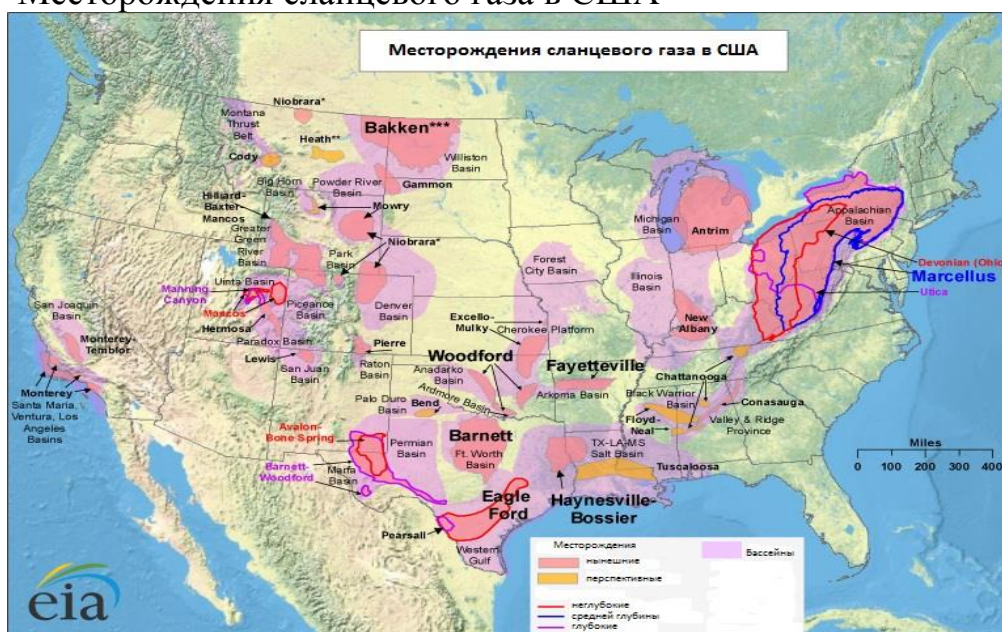 Месторождения сланцевого газа в США
Месторождения сланцевого газа в США
Niobrara*
Montana
Thrust
Belt
Cody
Heath**
Bakken***
Williston
Basin
Big Horn
Basin
Powder River
Basin
Gammon
Mowry
Hilliard-
Baxter-
Mancos
Greater
Green
River
Basin
Niobrara*
Park
Basin
Uinta Basin
Manning
Canyon
Mancos
Piceance
Basin
Denver
Basin
Hermosa
Paradox Basin
Lewis
San Juan
Basin
Pierre
Raton
Basin
San Joaquin
Basin
Monterey-
Temblor
Monterey
Santa Maria,
Ventura, Los
Angeles
Basins
Michigan
Basin
Antrim
Forest
City Basin
Illinois
Basin
New
Albany
Excello-
Mulky
Cherokee Platform
Woodford
Anadarko
Basin
Ardmore Basin
Fayetteville
Arkoma Basin
Palo Duro
Basin
Bend
Appalachian
Basin
Devonian (Ohio
Marcellus
Utica
Chattanooga
Black Warrior
Basin
Conasauga
Floyd-
Neal
Valley & Ridge
Province
Avalon-
Bone Spring
Permian
Basin
Barnett
Ft. Worth
Basin
TX-LA-MS
Salt Basin
Tuscaloosa
Barnett-
Woodford
Marfa
Basin
Eagle
Ford
Haynesville-
Bossier
Pearsall
Western
Gulf
Miles
0 100 200 300 400
Месторождения
нынешние
перспективные
Бассейны
неглубокие
средней глубины
глубокие
eia